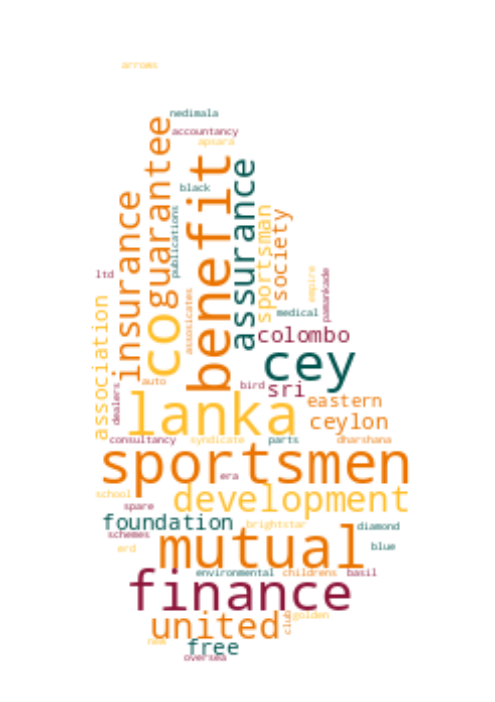 arrows
nedimala
accountancy
apsara
black
guarantee
co
benefit
assurance
insurance
publications
sportsman
society
ltd
empire
pamankade
medical
assosicates
association
colombo
cey
auto
bird
sri
dealers
lanka
eastern
ceylon
consultancy
syndicate
parts
dharshana
sportsmen
era
school
development
spare
foundation
brightstar
diamond
schemes
mutual
erd
blue
environmental
childrens
basil
finance
club
golden
united
new
free
oversea